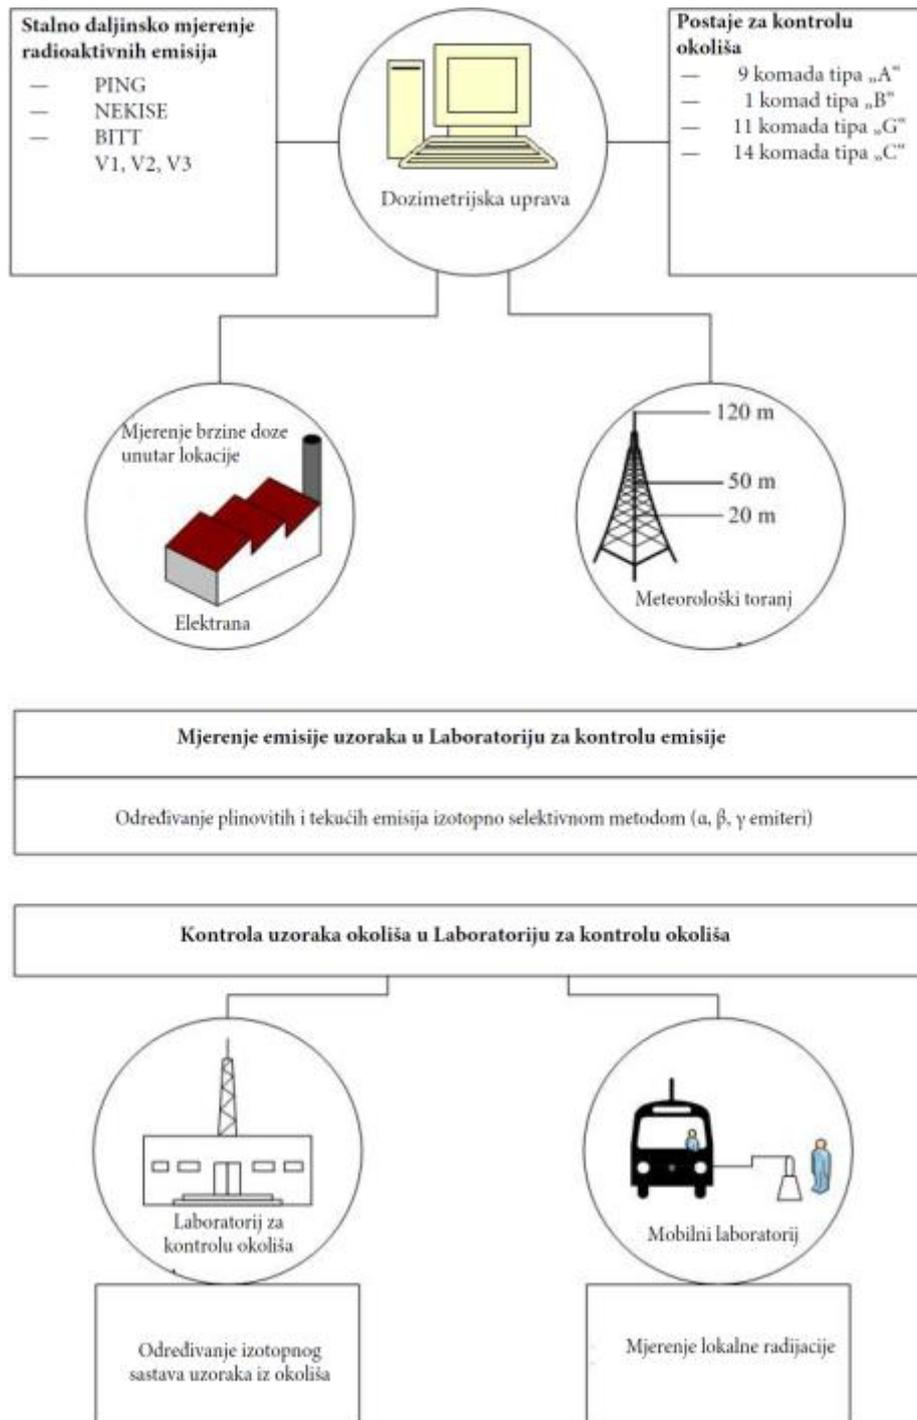 Stalno daljinsko mjerenje
radioaktivnih emisija
— PING
— NEKISE
— BITT
V1, V2, V3
Dozimetrijska uprava
Postaje za kontrolu
okoliša
— 9 komada tipa „A“
— 1 komad tipa „B“
— 11 komada tipa „G“
— 14 komada tipa „C“
Mjerenje brzine doze
unutar lokacije
Elektrana
120 m
50 m
20 m
Meteorološki toranj
Mjerenje emisije uzoraka u Laboratoriju za kontrolu emisije
Određivanje plinovitih i tekućih emisija izotopno selektivnom metodom (α, β, γ emiteri)
Kontrola uzoraka okoliša u Laboratoriju za kontrolu okoliša
Laboratorij za
kontrolu okoliša
Mobilni laboratorij
Određivanje izotopnog
sastava uzoraka iz okoliša
Mjerenje lokalne radijacije